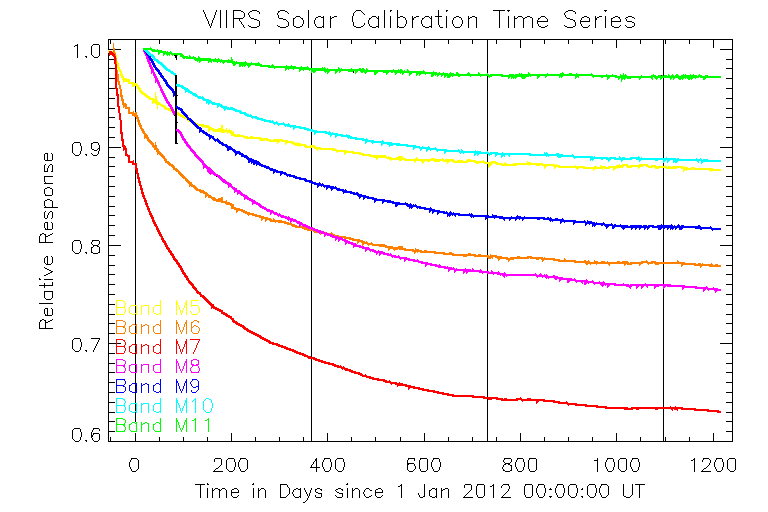 VIIRS Solar Calibration Time Series
1.0
0.9
0.8
0.7
0.6
Relative Response
Band M5
Band M6
Band M7
Band M8
Band M9
Band M10
Band M11
0 200 400 600 800 1000 1200
Time in Days since 1 Jan 2012 00:00:00 UT